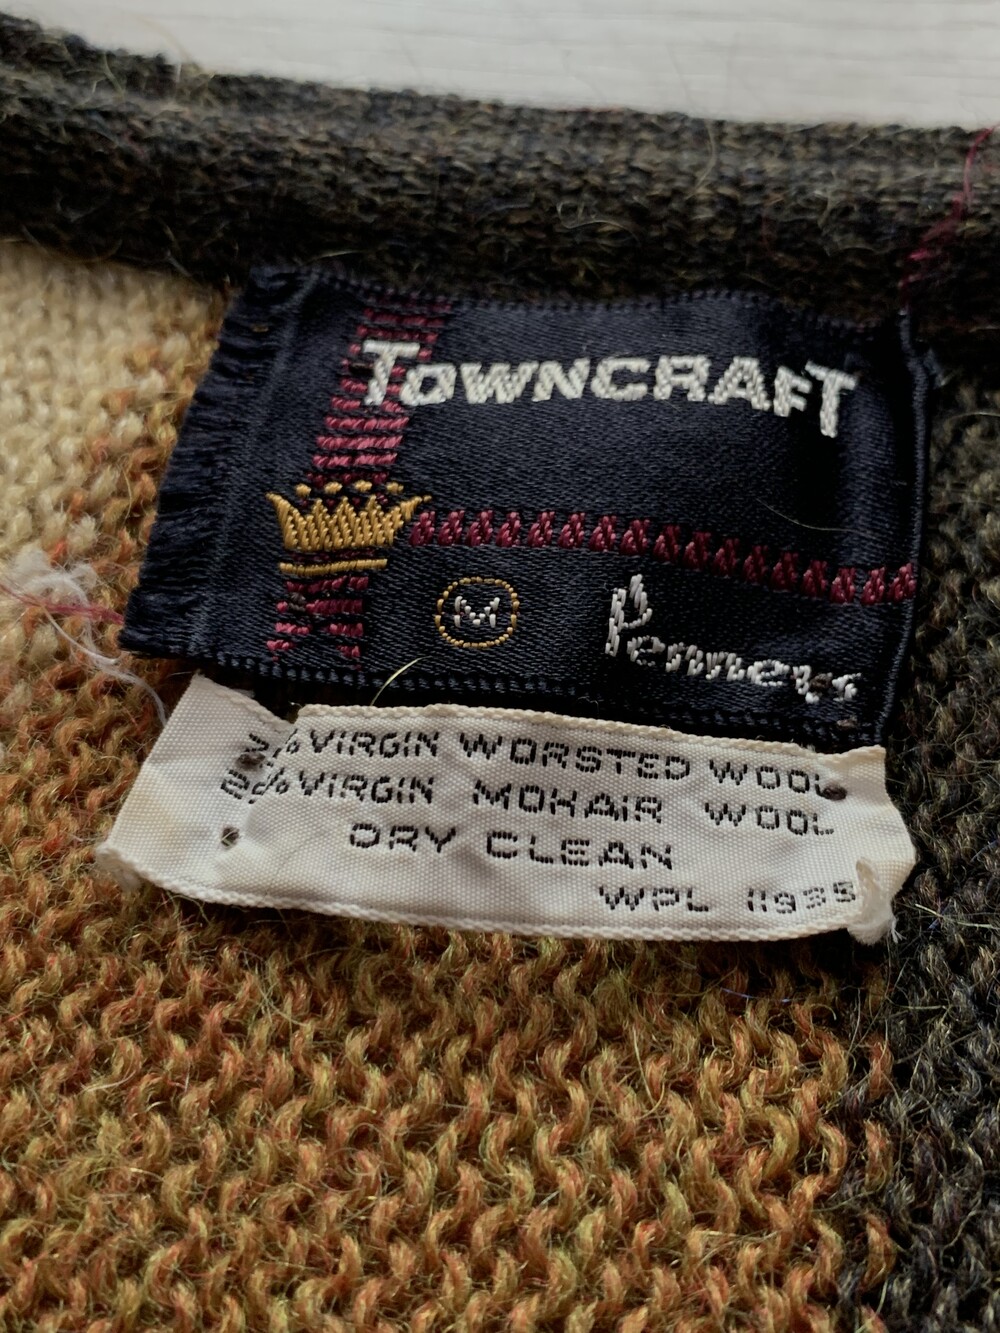 TOWNCRAFT
M
Penneys
% VIRGIN WORSTED WOOL
% VIRGIN MOHAIR WOOL
DRY CLEAN
WPL 11935